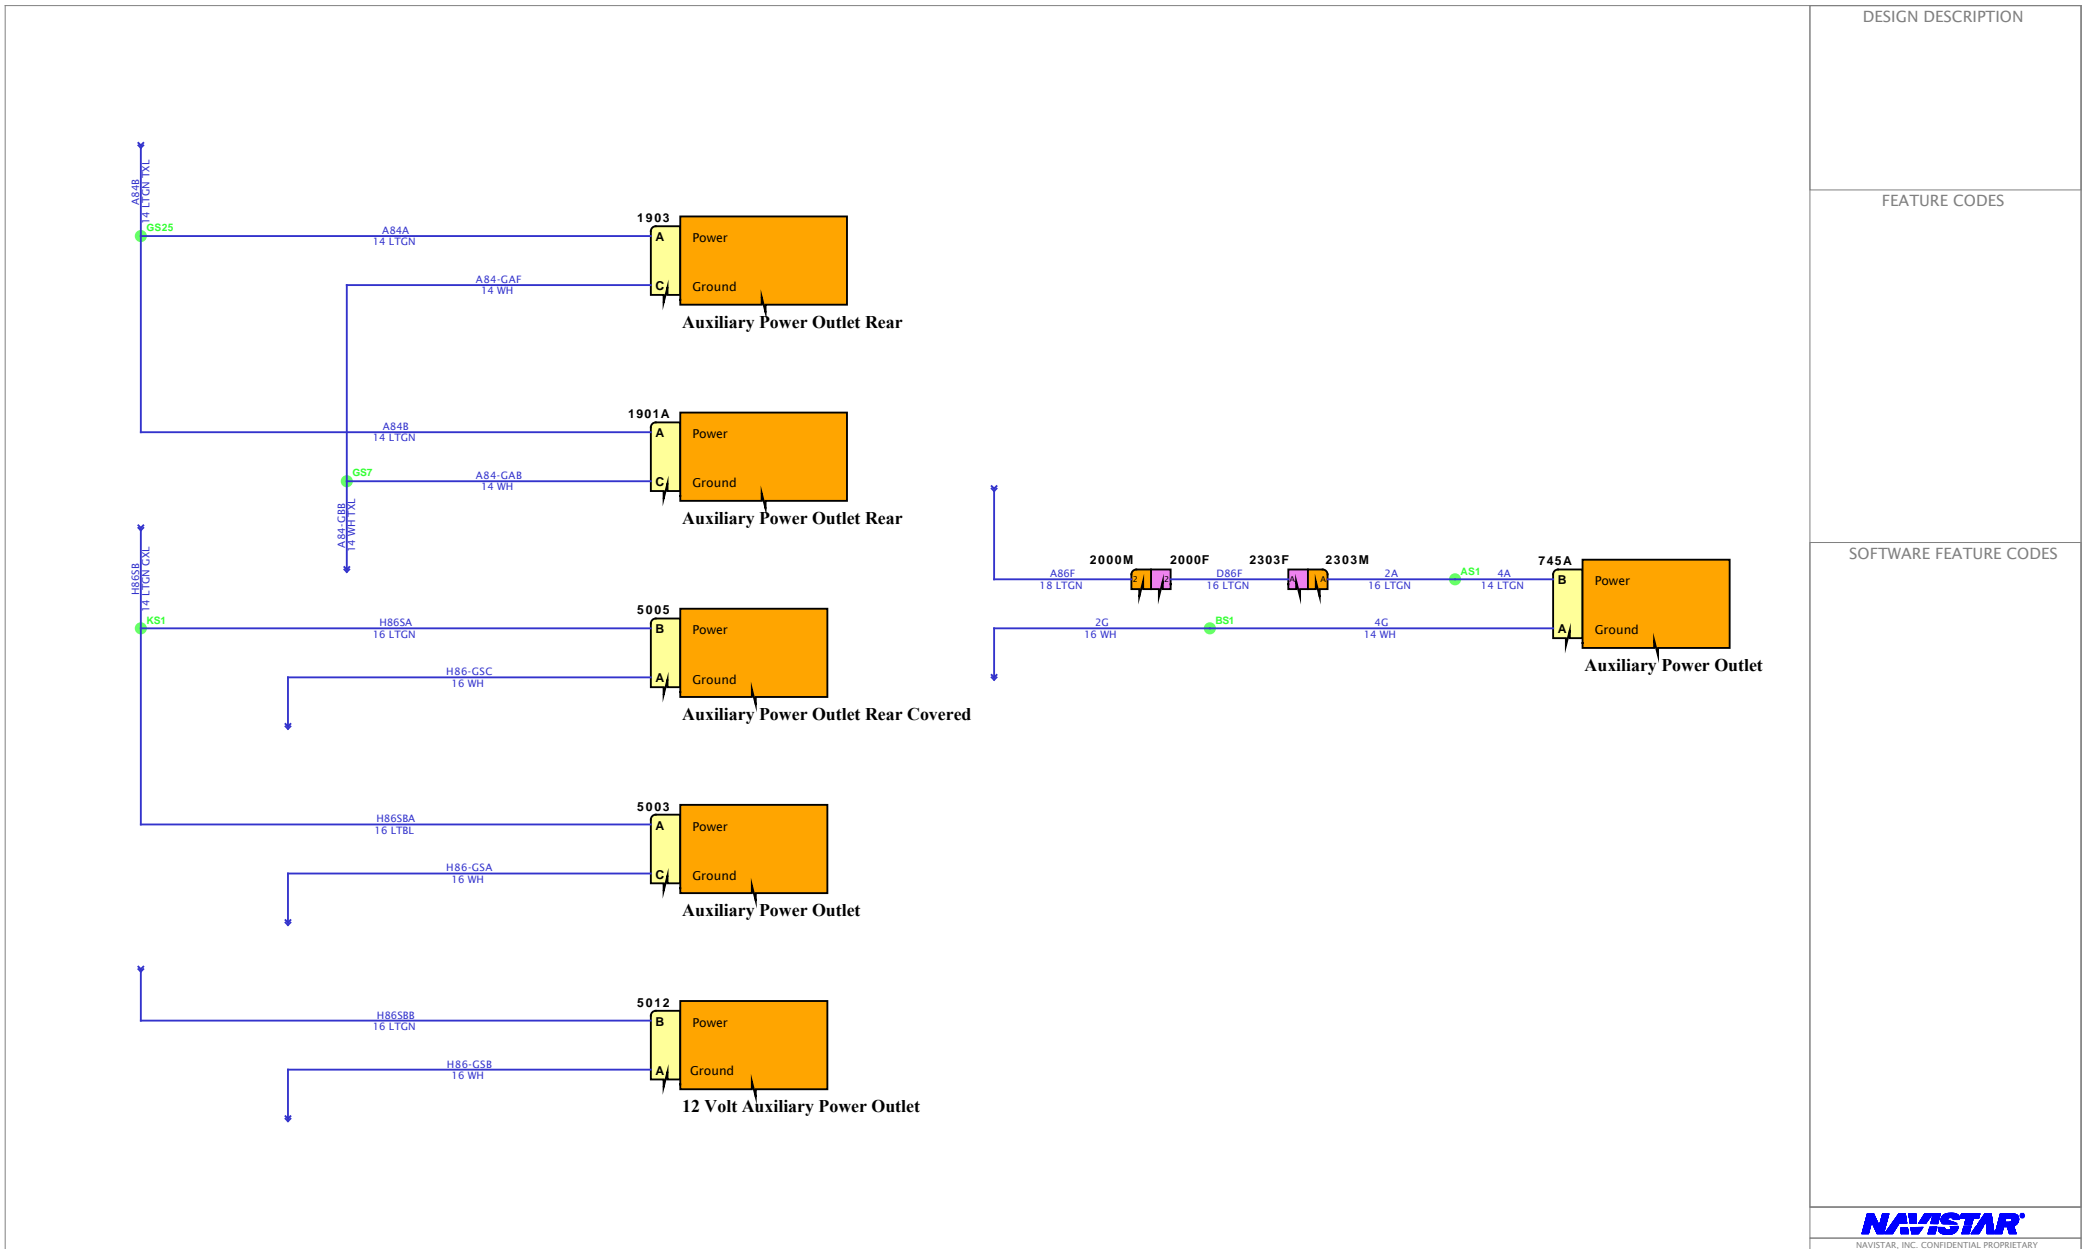 DESIGN DESCRIPTION
FEATURE CODES
SOFTWARE FEATURE CODES
A84B
14 LTGN TXL
GS25
A84A
14 LTGN
1903
A
Power
A84-GAF
14 WH
C
Ground
Auxiliary Power Outlet Rear
A84B
14 LTGN
1901A
A
Power
GS7
A84-GAB
14 WH
C
Ground
Auxiliary Power Outlet Rear
A84-GBB
14 WH TXL
H86SB
14 LTGN GXL
KS1
H86SA
16 LTGN
5005
B
Power
H86-GSC
16 WH
A
Ground
Auxiliary Power Outlet Rear Covered
H86SBA
16 LTBL
5003
A
Power
H86-GSA
16 WH
C
Ground
Auxiliary Power Outlet
H86SBB
16 LTGN
5012
B
Power
H86-GSB
16 WH
A
Ground
12 Volt Auxiliary Power Outlet
A86F
18 LTGN
2000M
2
2000F
2
D86F
16 LTGN
2303F
A
2303M
A
2A
16 LTGN
AS1
4A
14 LTGN
745A
B
Power
2G
16 WH
BS1
4G
14 WH
A
Ground
Auxiliary Power Outlet
NAVISTAR
NAVISTAR, INC. CONFIDENTIAL PROPRIETARY